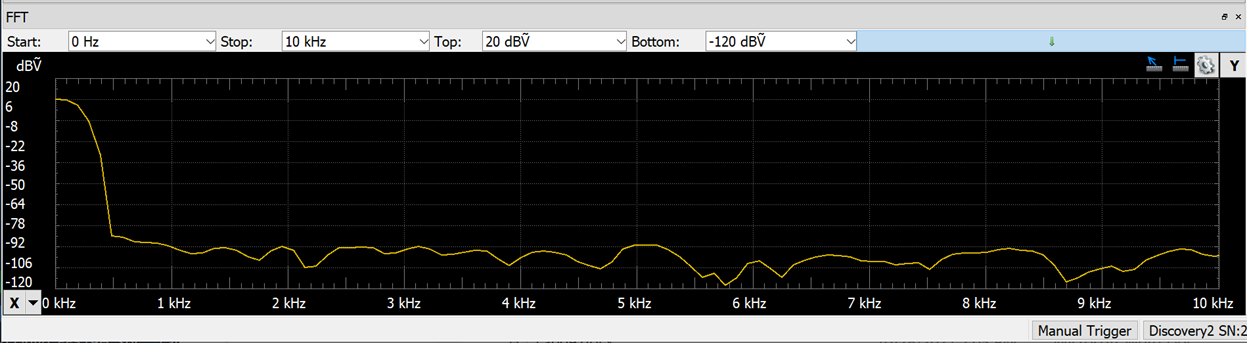 FFT
Start: 0 Hz Stop: 10 kHz Top: 20 dBṼ Bottom: -120 dBṼ
dBṼ Y
20
6
-8
-22
-36
-50
-64
-78
-92
-106
-120
X 0 kHz 1 kHz 2 kHz 3 kHz 4 kHz 5 kHz 6 kHz 7 kHz 8 kHz 9 kHz 10 kHz
Manual Trigger Discovery2 SN:2